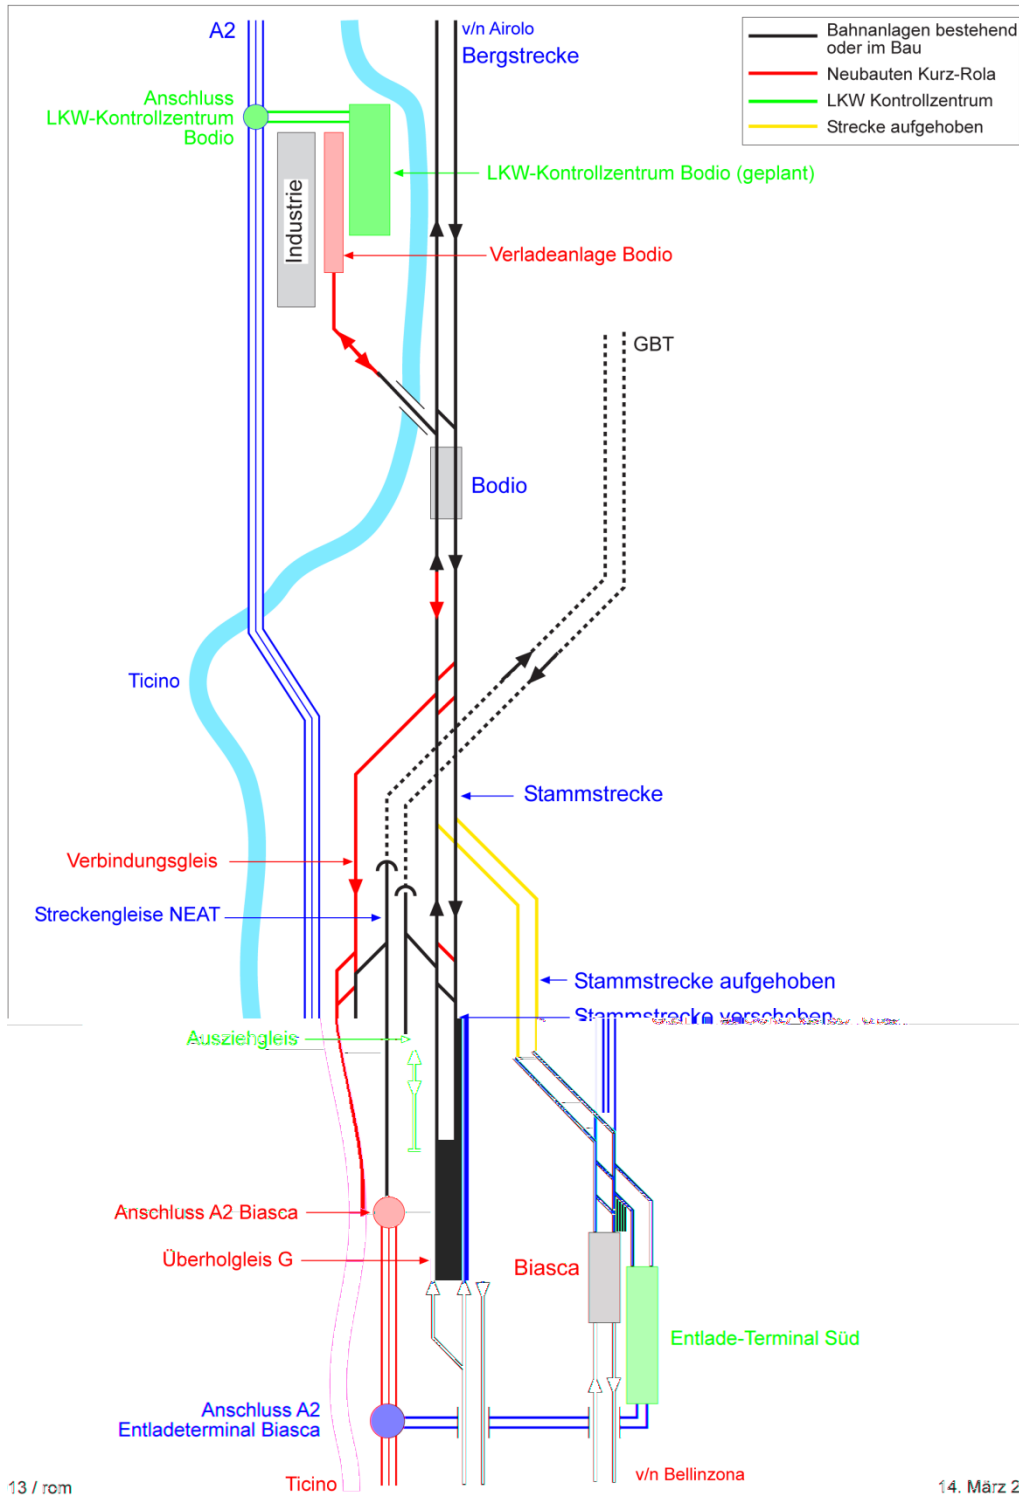 A2
v/n Airolo
Bergstrecke
Bahnanlagen bestehend
oder im Bau
Neubauten Kurz-Rola
LKW Kontrollzentrum
Strecke aufgehoben
Anschluss
LKW-Kontrollzentrum
Bodio
LKW-Kontrollzentrum Bodio (geplant)
Industrie
Verladeanlage Bodio
GBT
Bodio
Ticino
Stammstrecke
Verbindungsgleis
Streckengleise NEAT
Stammstrecke aufgehoben
Stammstrecke verschoben
Ausziehgleis
Anschluss A2 Biasca
Überholgleis G
Biasca
Entlade-Terminal Süd
Anschluss A2
Entladeterminal Biasca
v/n Bellinzona
Ticino
13 / rom
14. März 2